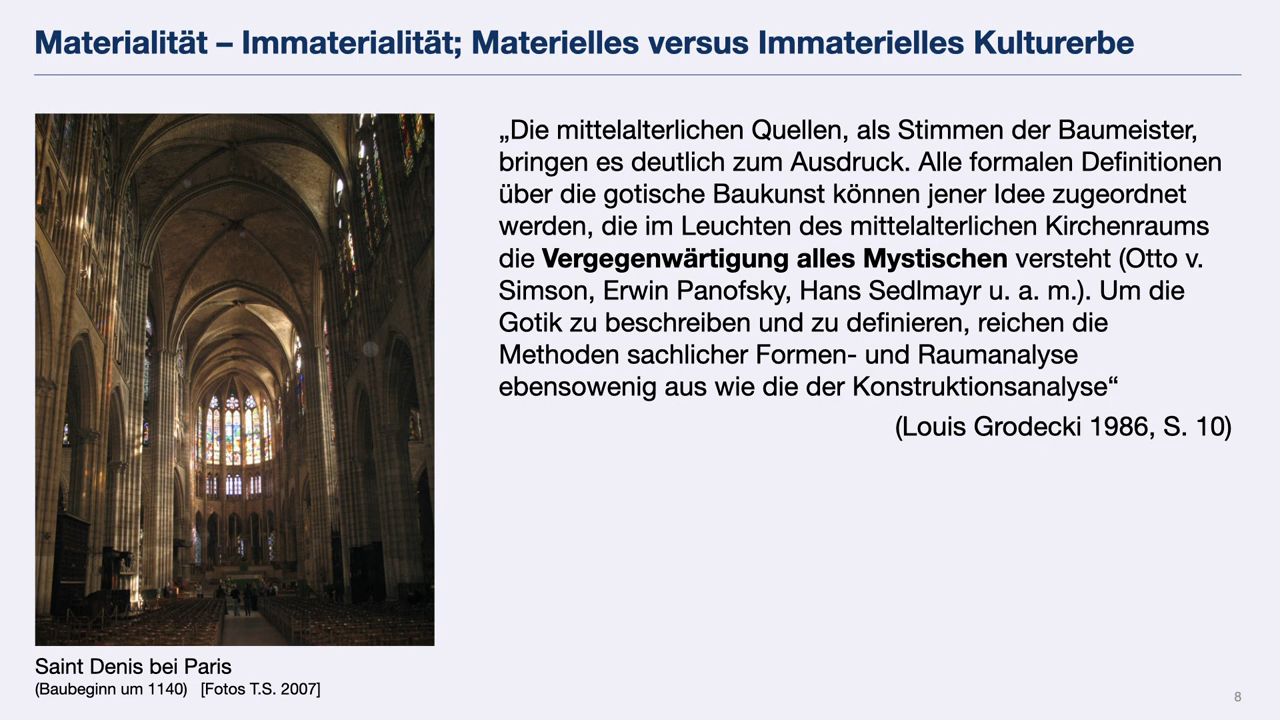 Materialität – Immaterialität; Materielles versus Immaterielles Kulturerbe
„Die mittelalterlichen Quellen, als Stimmen der Baumeister,
bringen es deutlich zum Ausdruck. Alle formalen Definitionen
über die gotische Baukunst können jener Idee zugeordnet
werden, die im Leuchten des mittelalterlichen Kirchenraums
die Vergegenwärtigung alles Mystischen versteht (Otto v.
Simson, Erwin Panofsky, Hans Sedlmayr u. a. m.). Um die
Gotik zu beschreiben und zu definieren, reichen die
Methoden sachlicher Formen- und Raumanalyse
ebensowenig aus wie die der Konstruktionsanalyse“
(Louis Grodecki 1986, S. 10)
Saint Denis bei Paris
(Baubeginn um 1140) [Fotos T.S. 2007]
8